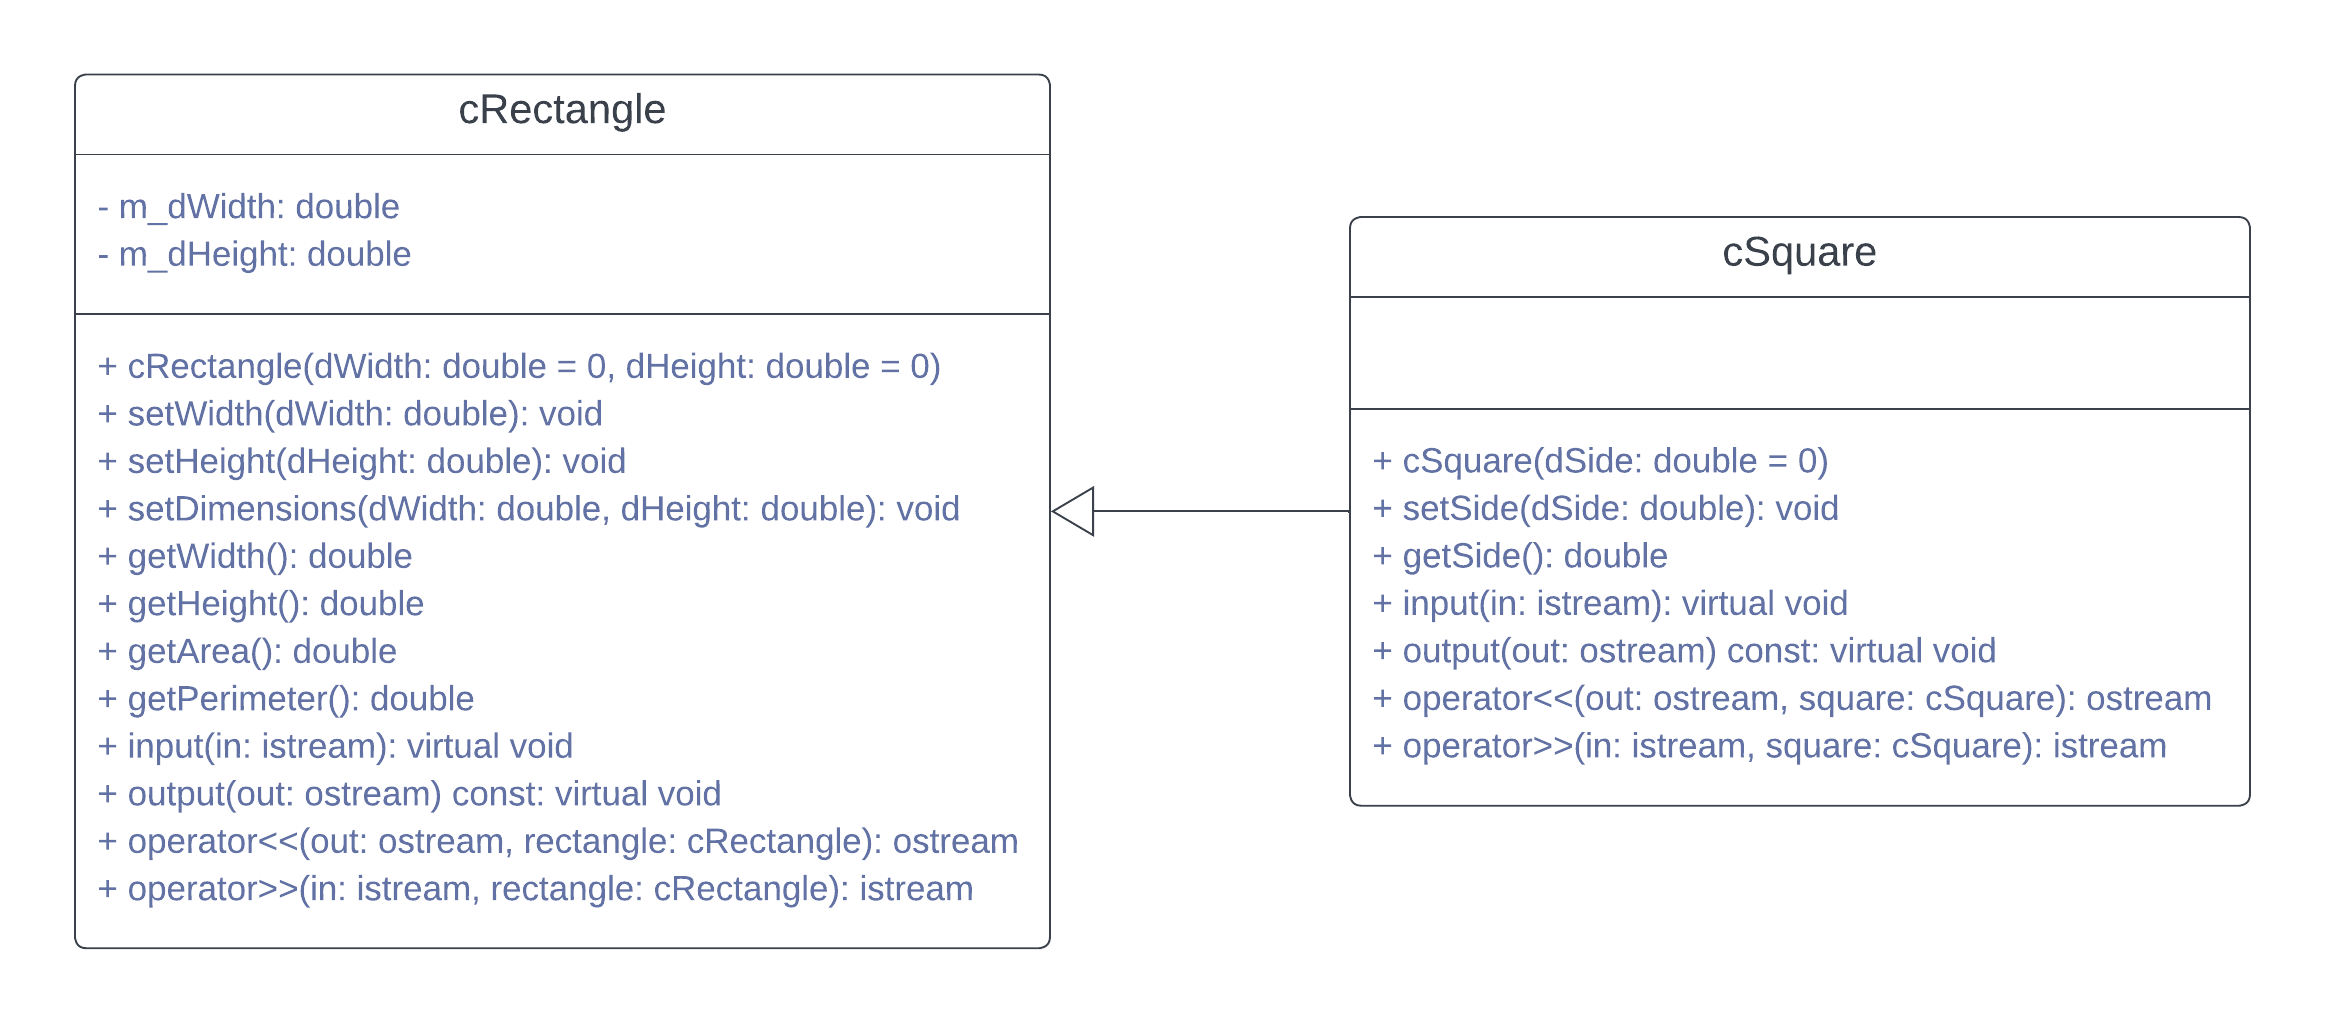 cRectangle
- m_dWidth: double
- m_dHeight: double
+ cRectangle(dWidth: double = 0, dHeight: double = 0)
+ setWidth(dWidth: double): void
+ setHeight(dHeight: double): void
+ setDimensions(dWidth: double, dHeight: double): void
+ getWidth(): double
+ getHeight(): double
+ getArea(): double
+ getPerimeter(): double
+ input(in: istream): virtual void
+ output(out: ostream) const: virtual void
+ operator<<(out: ostream, rectangle: cRectangle): ostream
+ operator>>(in: istream, rectangle: cRectangle): istream
cSquare
+ cSquare(dSide: double = 0)
+ setSide(dSide: double): void
+ getSide(): double
+ input(in: istream): virtual void
+ output(out: ostream) const: virtual void
+ operator<<(out: ostream, square: cSquare): ostream
+ operator>>(in: istream, square: cSquare): istream